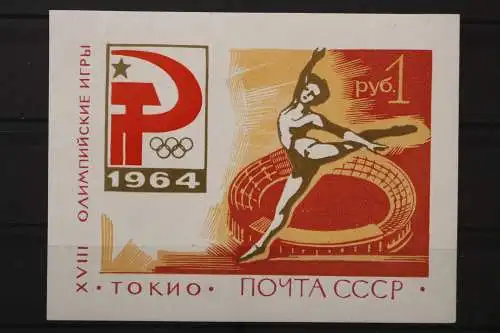 XVIII ОЛИМПИЙСКИЕ ИГРЫ
1964
руб. 1
• ТОКИО • ПОЧТА СССР •